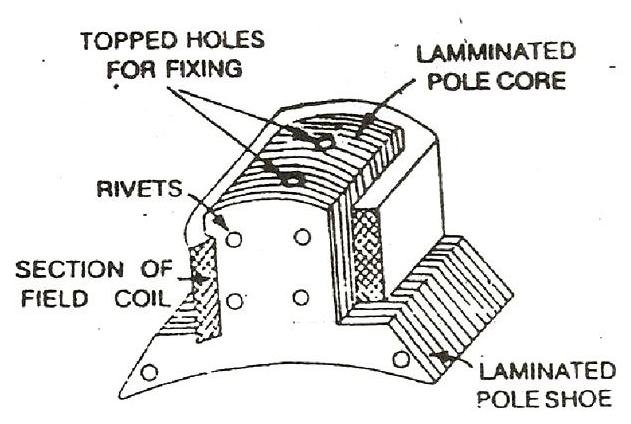 TOPPED HOLES
FOR FIXING
LAMMINATED
POLE CORE
RIVETS
SECTION OF
FIELD COIL
LAMINATED
POLE SHOE